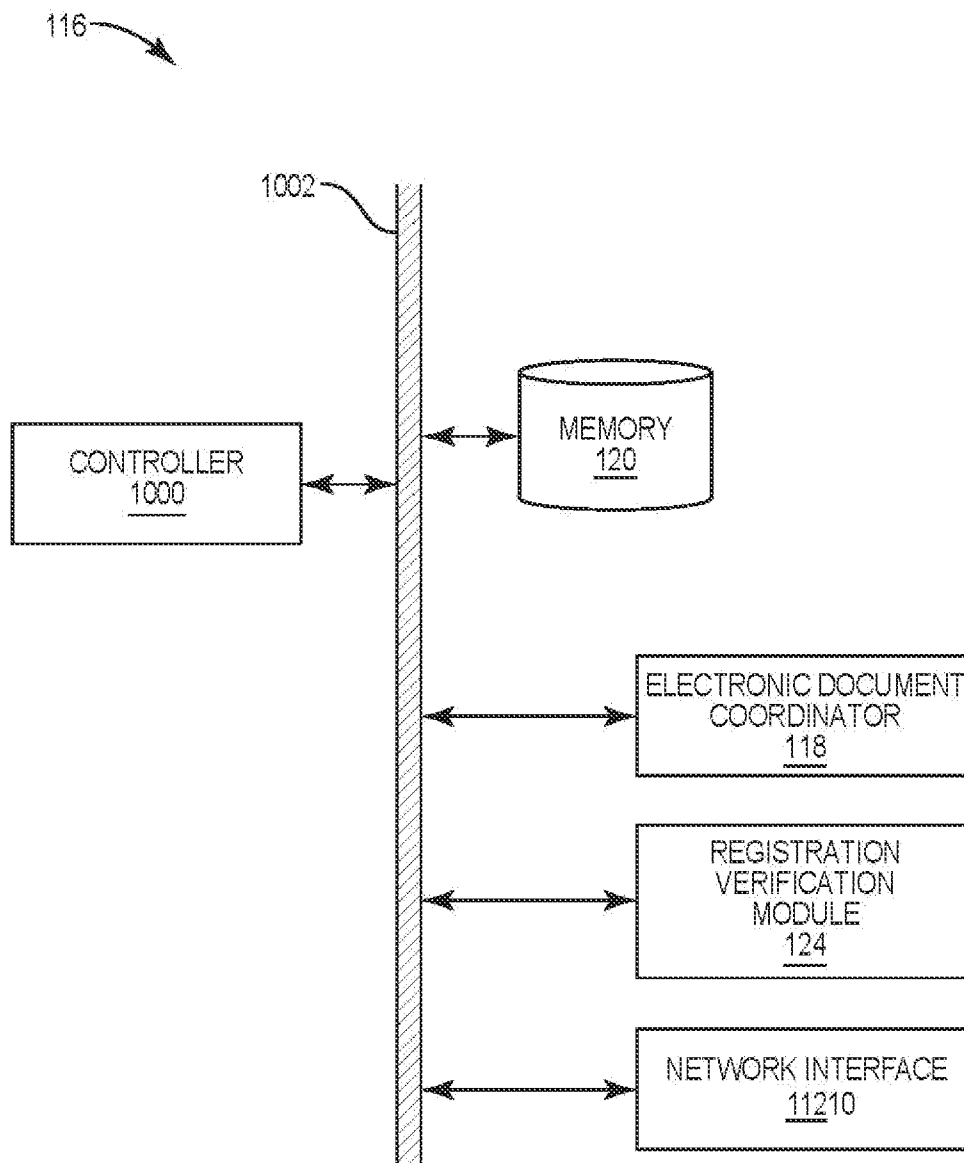 116
1002
MEMORY
120
CONTROLLER
1000
ELECTRONIC DOCUMENT
COORDINATOR
118
REGISTRATION
VERIFICATION
MODULE
124
NETWORK INTERFACE
11210